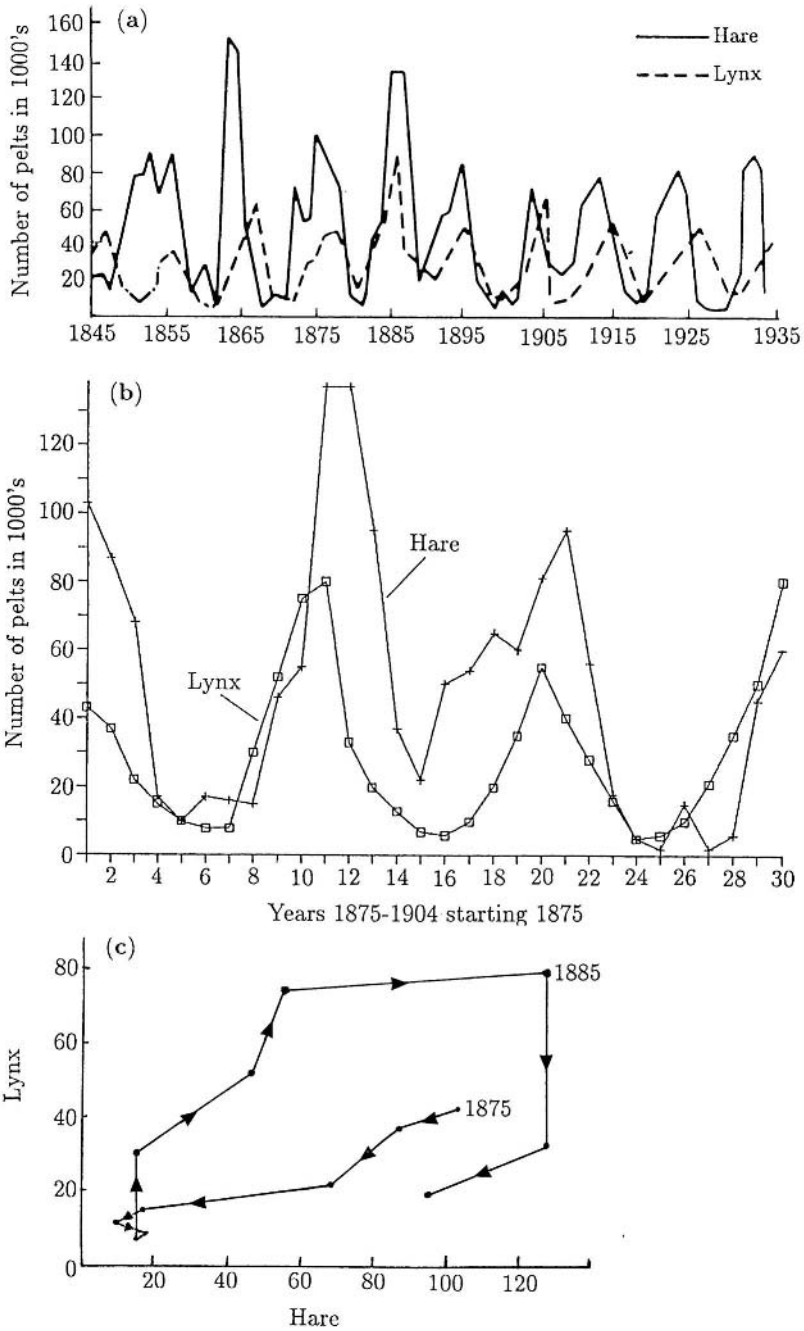 (a)
Hare
Lynx
Number of pelts in 1000's
160
140
120
100
80
60
40
20
1845 1855 1865 1875 1885 1895 1905 1915 1925 1935
(b)
Number of pelts in 1000's
120
100
80
60
40
20
0
Hare
Lynx
2 4 6 8 10 12 14 16 18 20 22 24 26 28 30
Years 1875-1904 starting 1875
(c)
Lynx
80
60
40
20
0
1885
1875
20 40 60 80 100 120
Hare